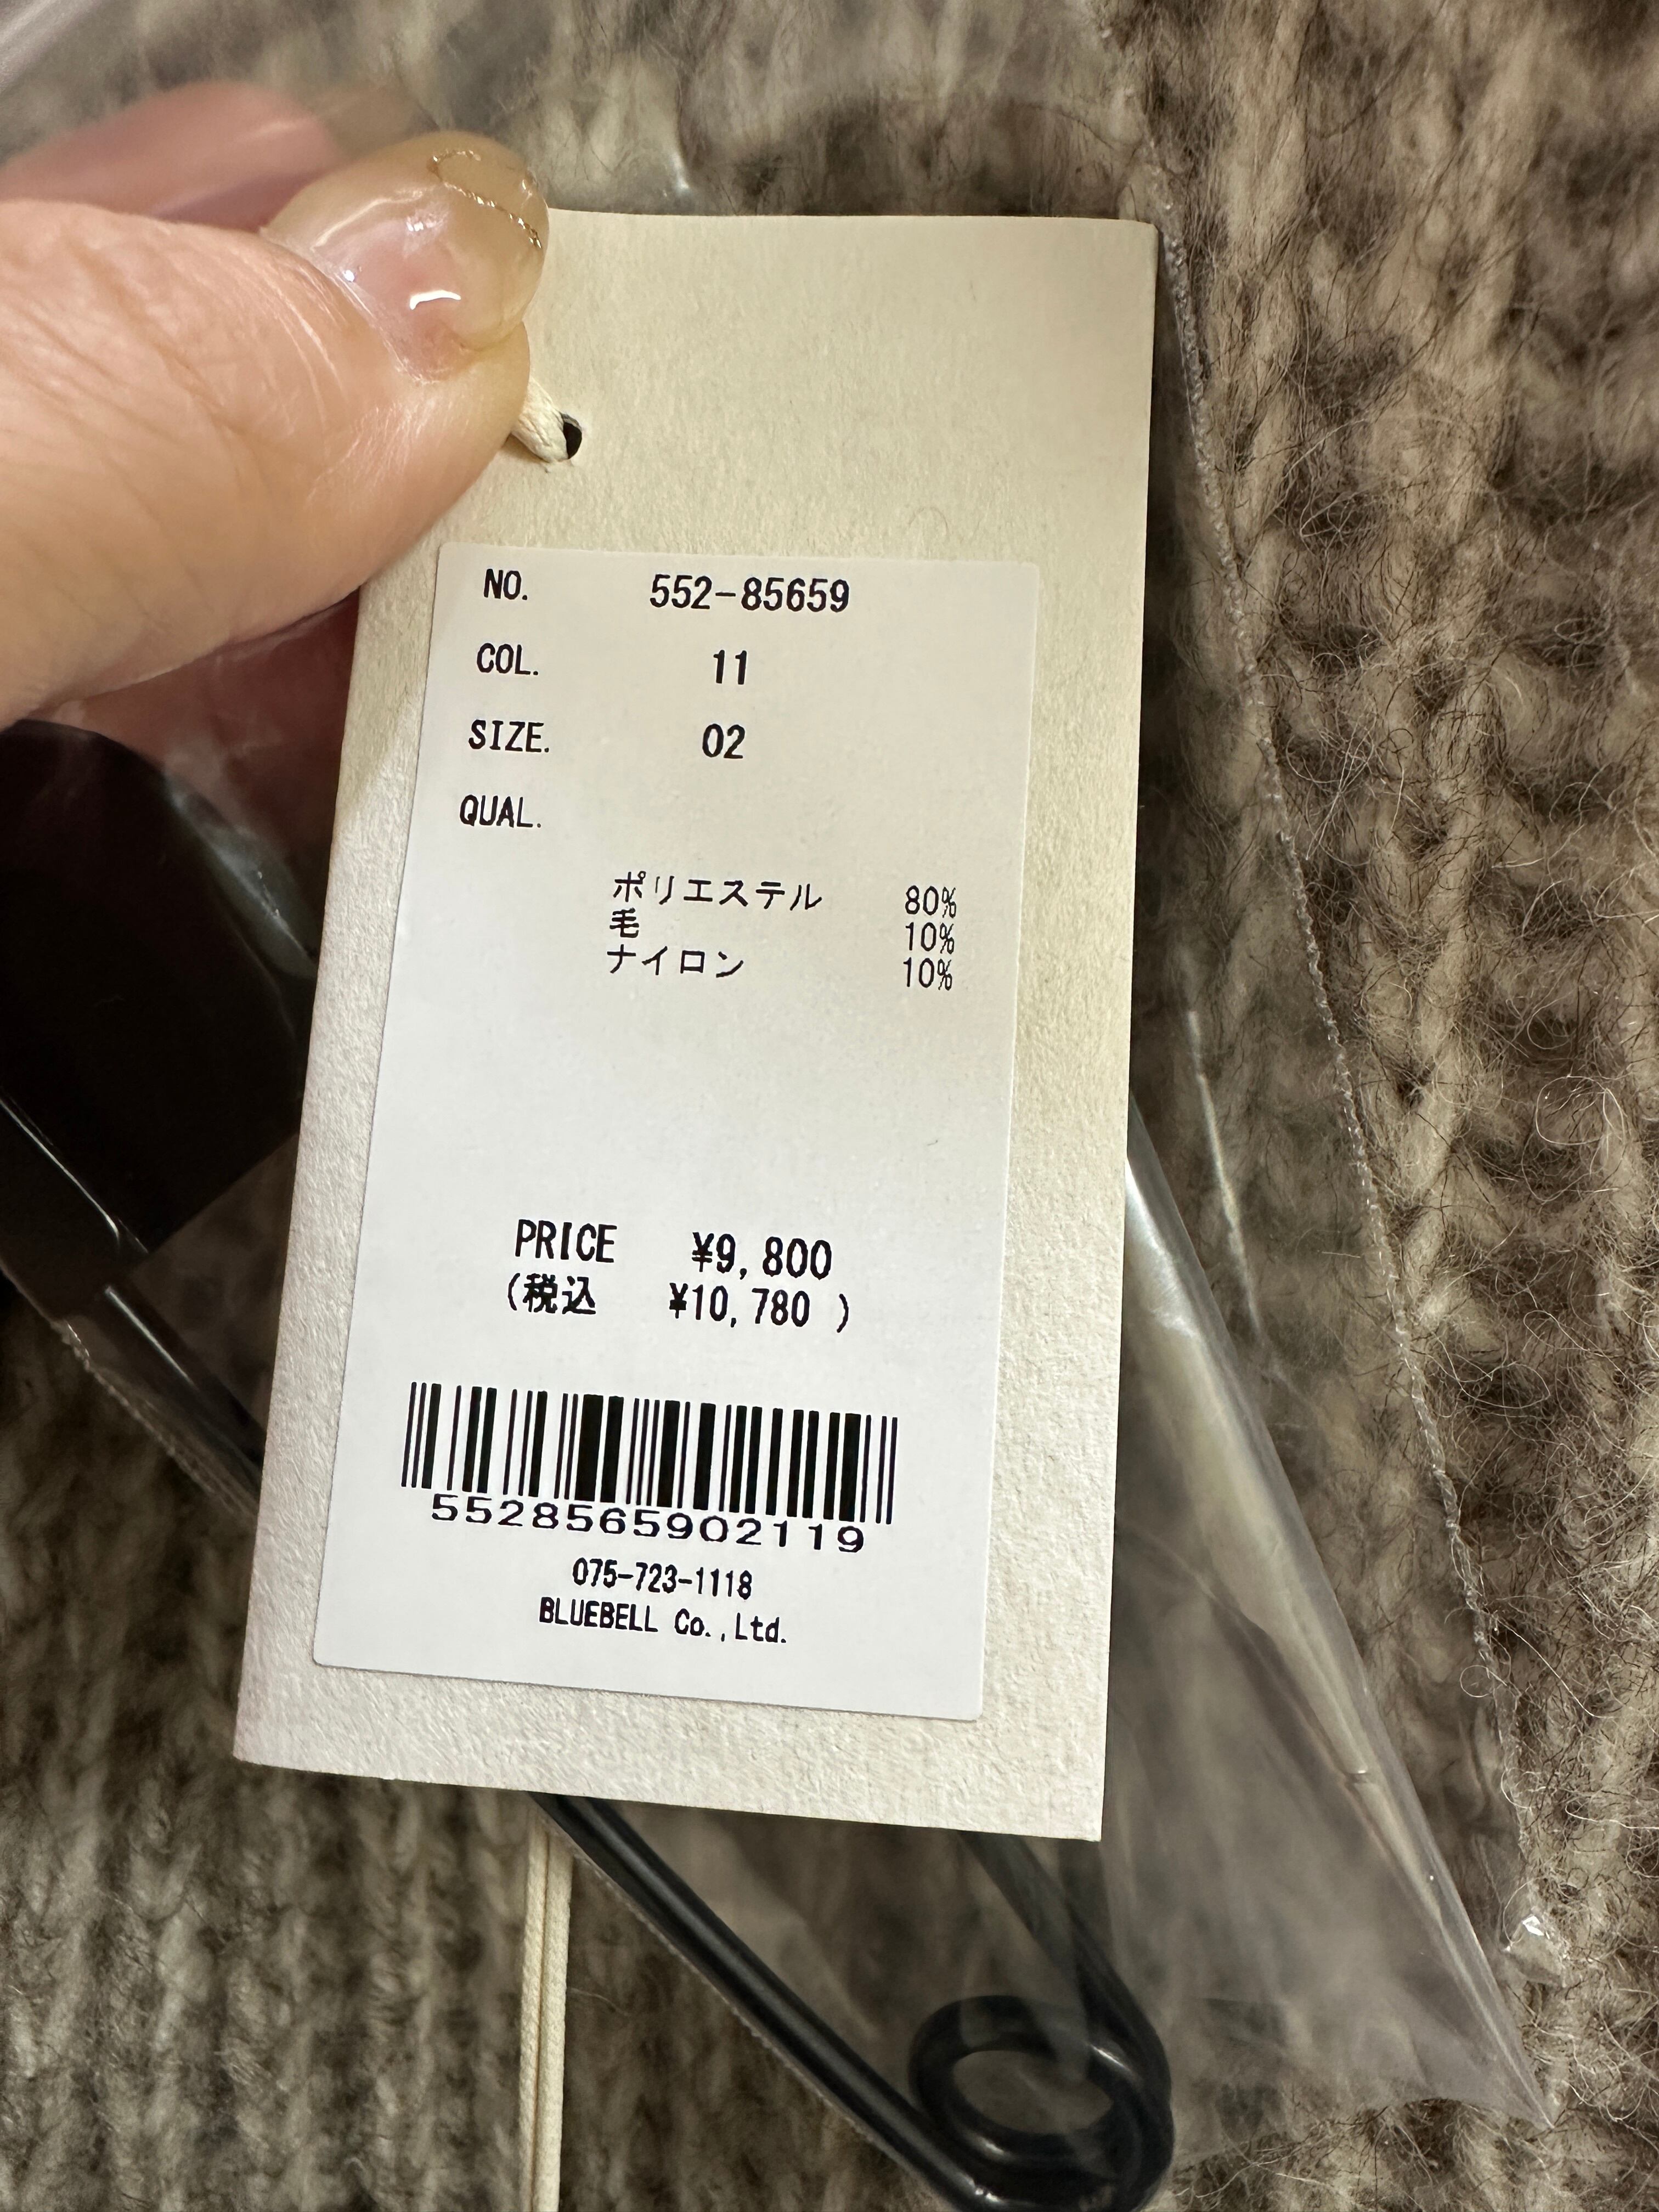 NO. 552-85659
COL. 11
SIZE. 02
QUAL.
ポリエステル 80%
毛 10%
ナイロン 10%
PRICE ¥9,800
(税込 ¥10,780 )
5528565902119
075-723-1118
BLUEBELL Co.,Ltd.